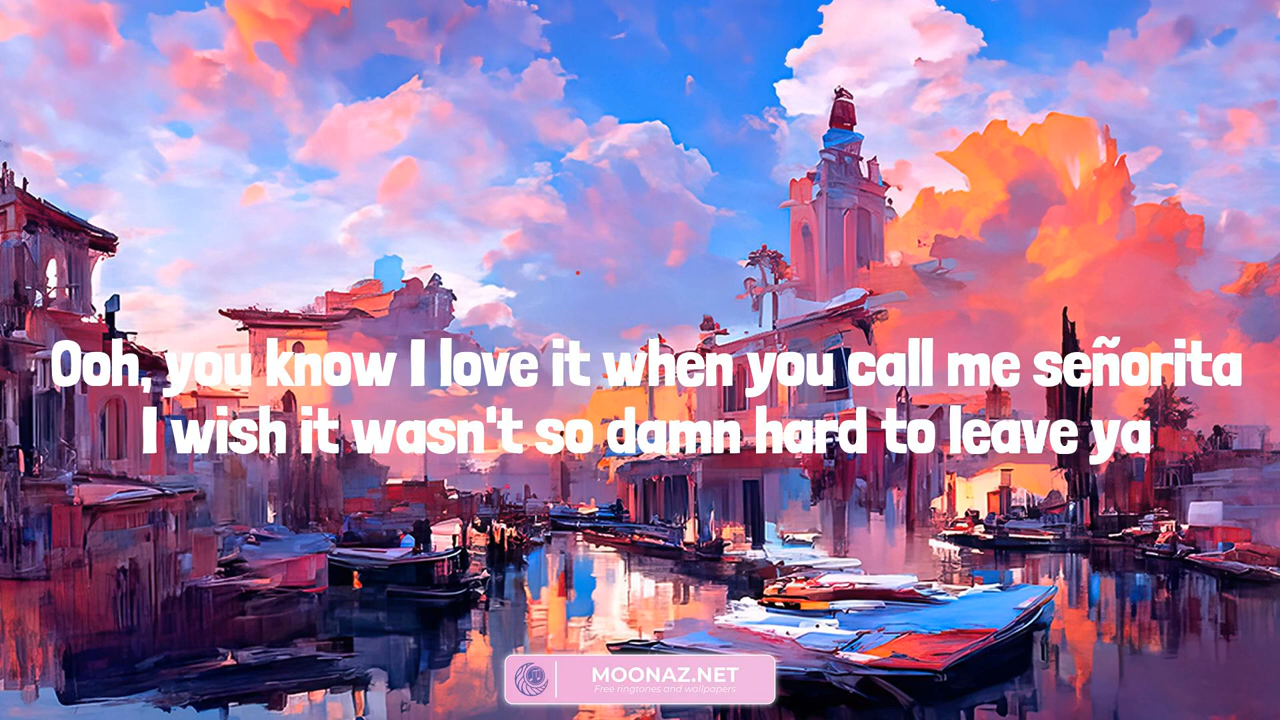 Ooh, you know I love it when you call me señorita
I wish it wasn't so damn hard to leave ya
MOONAZ.NET
Free ringtones and wallpapers